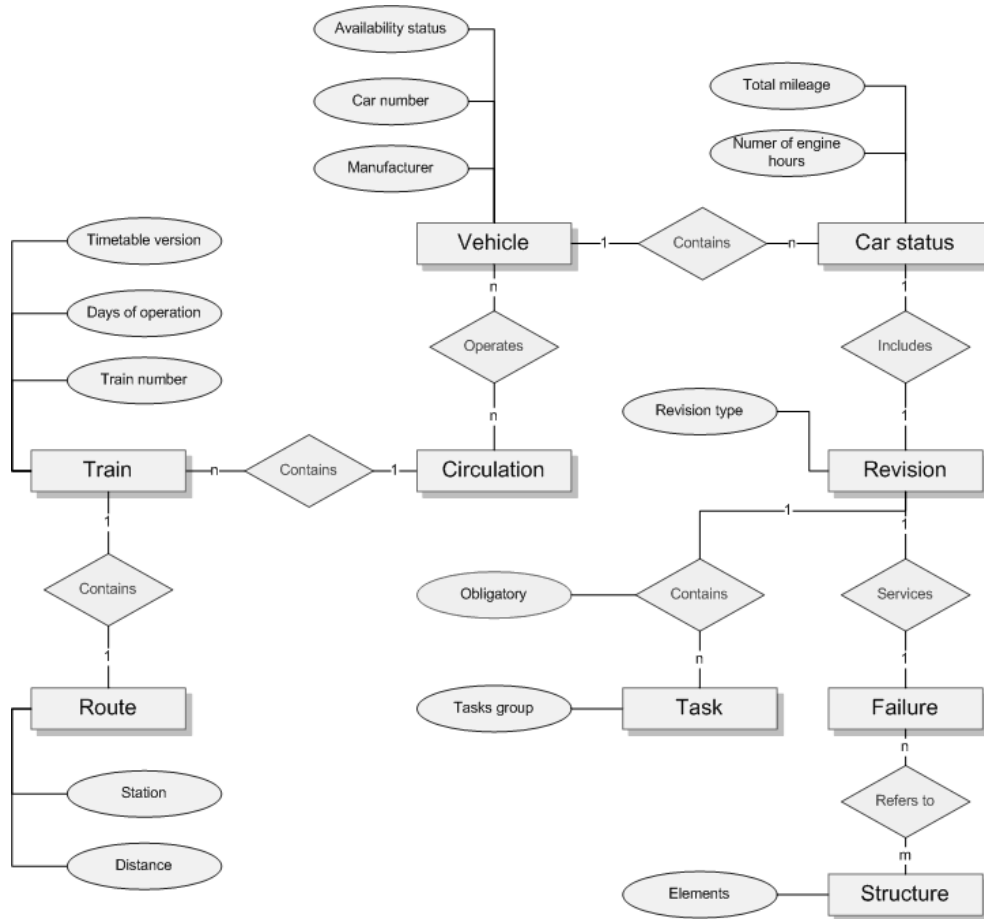 Availability status
Total mileage
Car number
Numer of engine
hours
Manufacturer
Timetable version
Vehicle
1
Contains
n
Car status
n
1
Days of operation
Operates
Includes
Train number
n
1
Revision type
Train
n
Contains
1
Circulation
Revision
1
1
1
Contains
Obligatory
Contains
Services
1
n
1
Route
Tasks group
Task
Failure
n
Station
Refers to
m
Distance
Elements
Structure